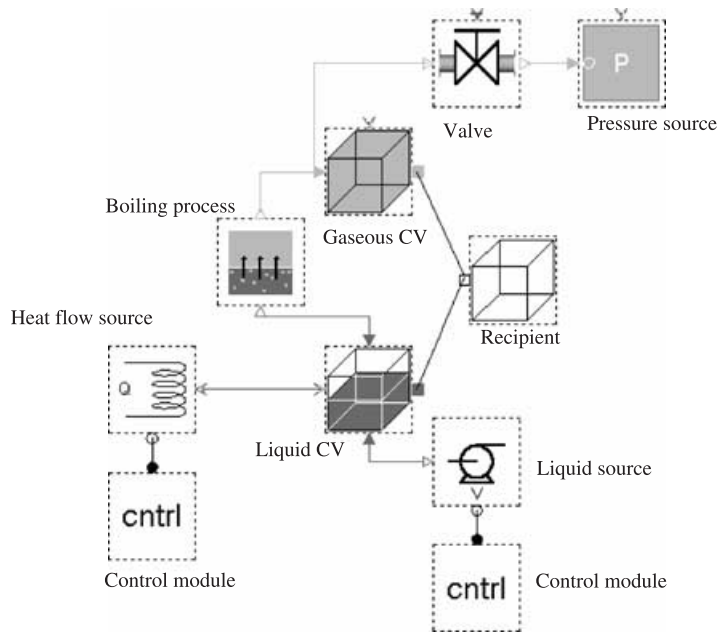 P
Pressure source
Valve
Boiling process
Gaseous CV
Heat flow source
Recipient
Q
Liquid CV
Liquid source
cntrl
Control module
cntrl
Control module